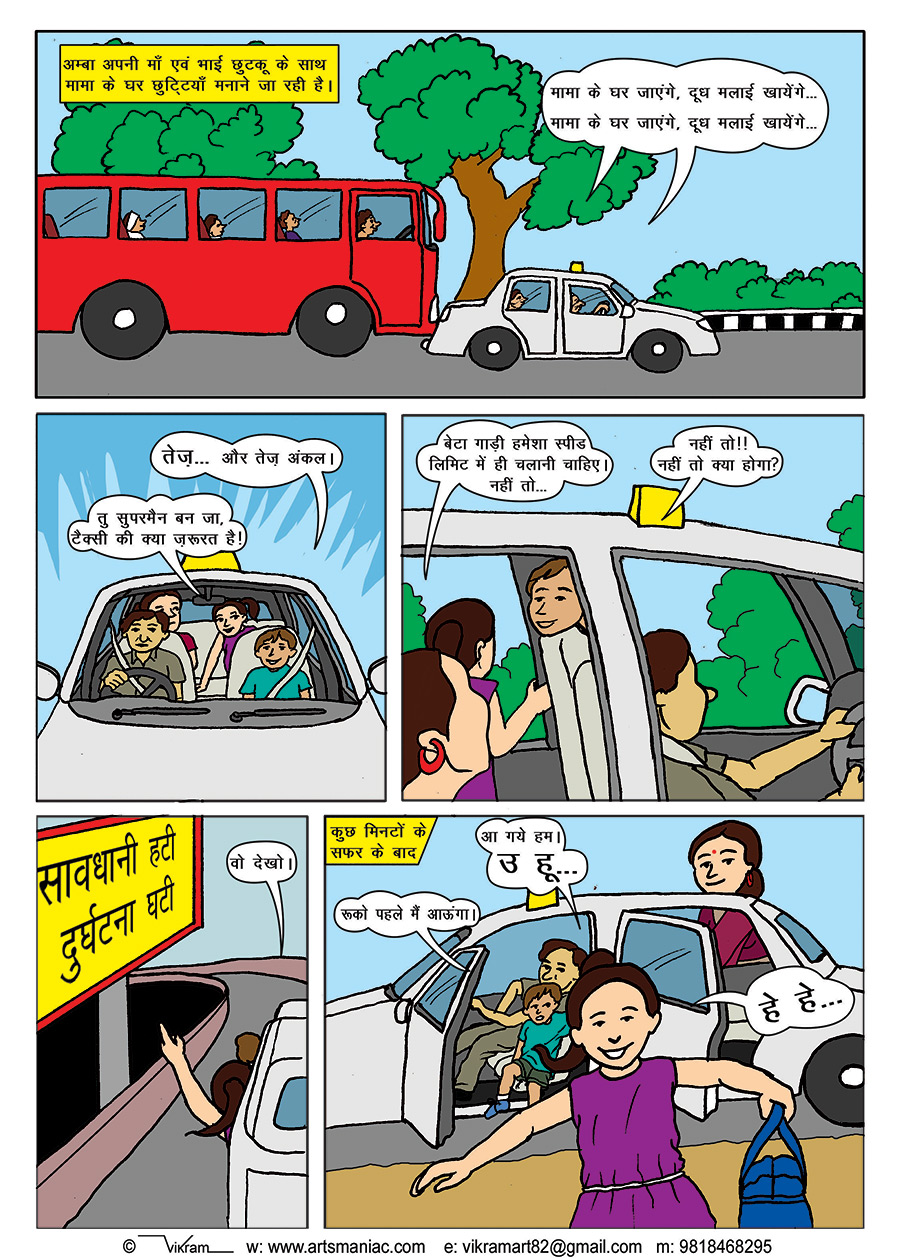 अम्बा अपनी माँ एवं भाई छुटकू के साथ
मामा के घर छुट्टियाँ मनाने जा रही है।
मामा के घर जाएंगे, दूध मलाई खायेंगे...
मामा के घर जाएंगे, दूध मलाई खायेंगे...
तेज़... और तेज़ अंकल।
तु सुपरमैन बन जा,
टैक्सी की क्या ज़रूरत है!
बेटा गाड़ी हमेशा स्पीड
लिमिट में ही चलानी चाहिए।
नहीं तो...
नहीं तो!!
नहीं तो क्या होगा?
सावधानी हटी
दुर्घटना घटी
वो देखो।
कुछ मिनटों के
सफर के बाद
आ गये हम।
उ हू...
रूको पहले मैं आऊंगा।
हे हे...
© Vikram w: www.artsmaniac.com e: vikramart82@gmail.com m: 9818468295